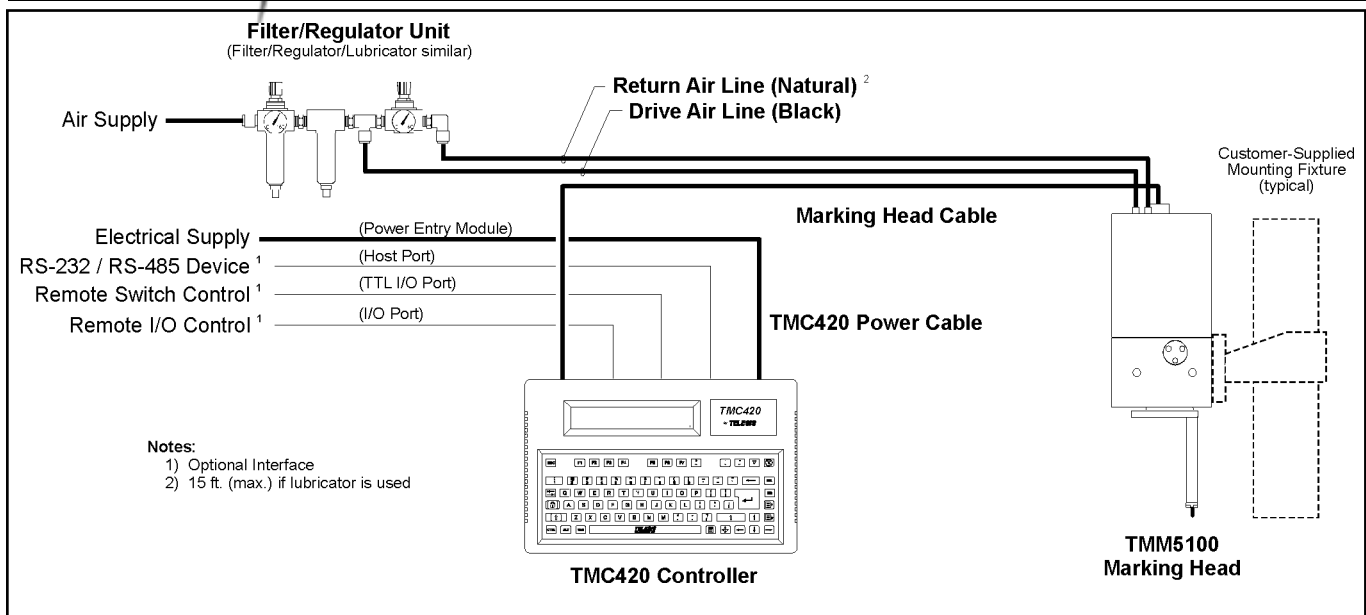 Filter/Regulator Unit
(Filter/Regulator/Lubricator similar)
Return Air Line (Natural) 2
Drive Air Line (Black)
Air Supply
Customer-Supplied
Mounting Fixture
(typical)
Marking Head Cable
Electrical Supply
(Power Entry Module)
RS-232 / RS-485 Device 1
(Host Port)
Remote Switch Control 1
(TTL I/O Port)
Remote I/O Control 1
(I/O Port)
TMC420 Power Cable
TMC420
TELESIS
Notes:
1) Optional Interface
2) 15 ft. (max.) if lubricator is used
TMC420 Controller
TMM5100
Marking Head